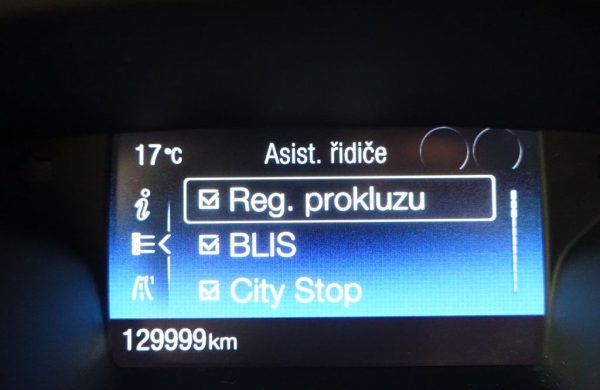 17°C Asist. řidiče
Reg. prokluzu
BLIS
City Stop
129999km